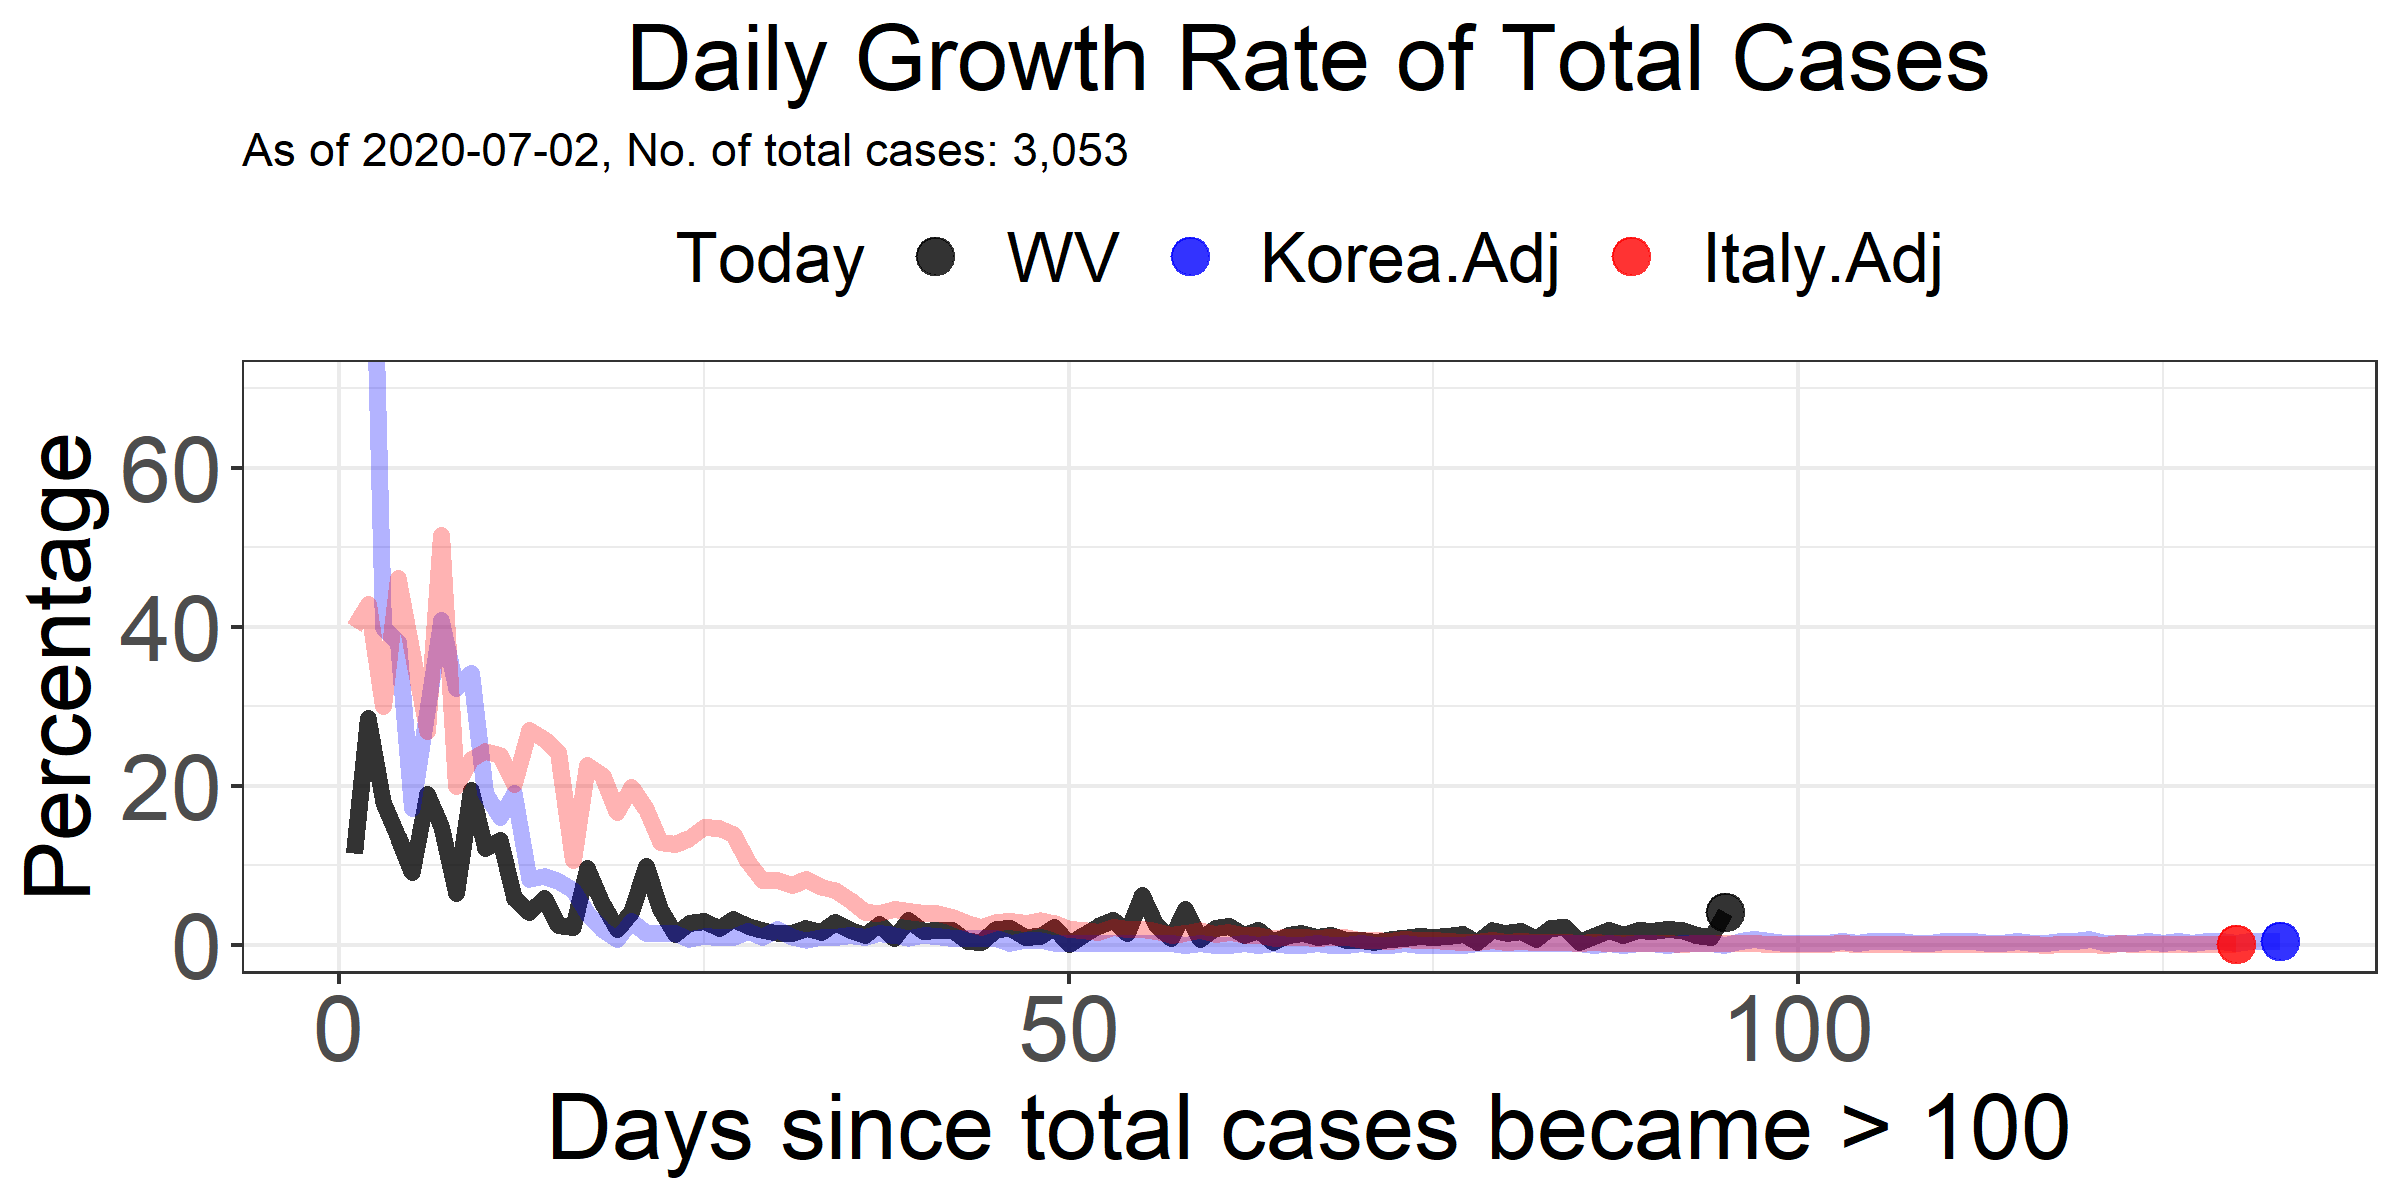 Daily Growth Rate of Total Cases
As of 2020-07-02, No. of total cases: 3,053
Today WV Korea.Adj Italy.Adj
Percentage
60
40
20
0
0 50 100
Days since total cases became > 100